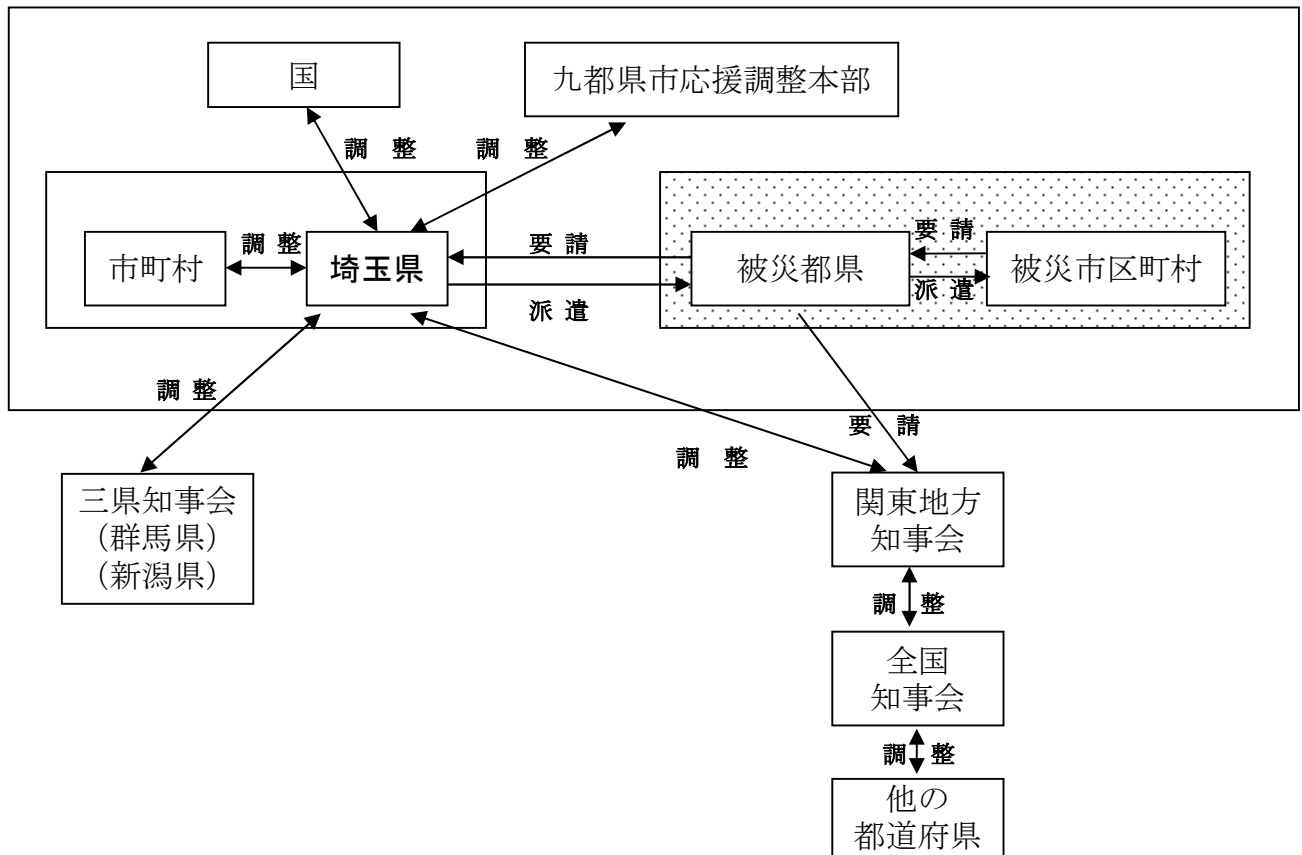 国
九都県市応援調整本部
調 整
調 整
市町村
調 整
埼玉県
要 請
派 遣
被災都県
要 請
派 遣
被災市区町村
調 整
要 請
調 整
三県知事会
（群馬県）
（新潟県）
関東地方
知事会
調 整
全国
知事会
調 整
他の
都道府県